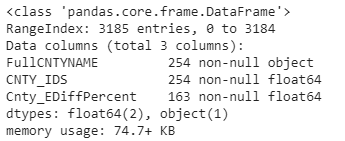 <class 'pandas.core.frame.DataFrame'>
RangeIndex: 3185 entries, 0 to 3184
Data columns (total 3 columns):
FullCNTYNAME         254 non-null object
CNTY_IDS             254 non-null float64
Cnty_EDiffPercent    163 non-null float64
dtypes: float64(2), object(1)
memory usage: 74.7+ KB